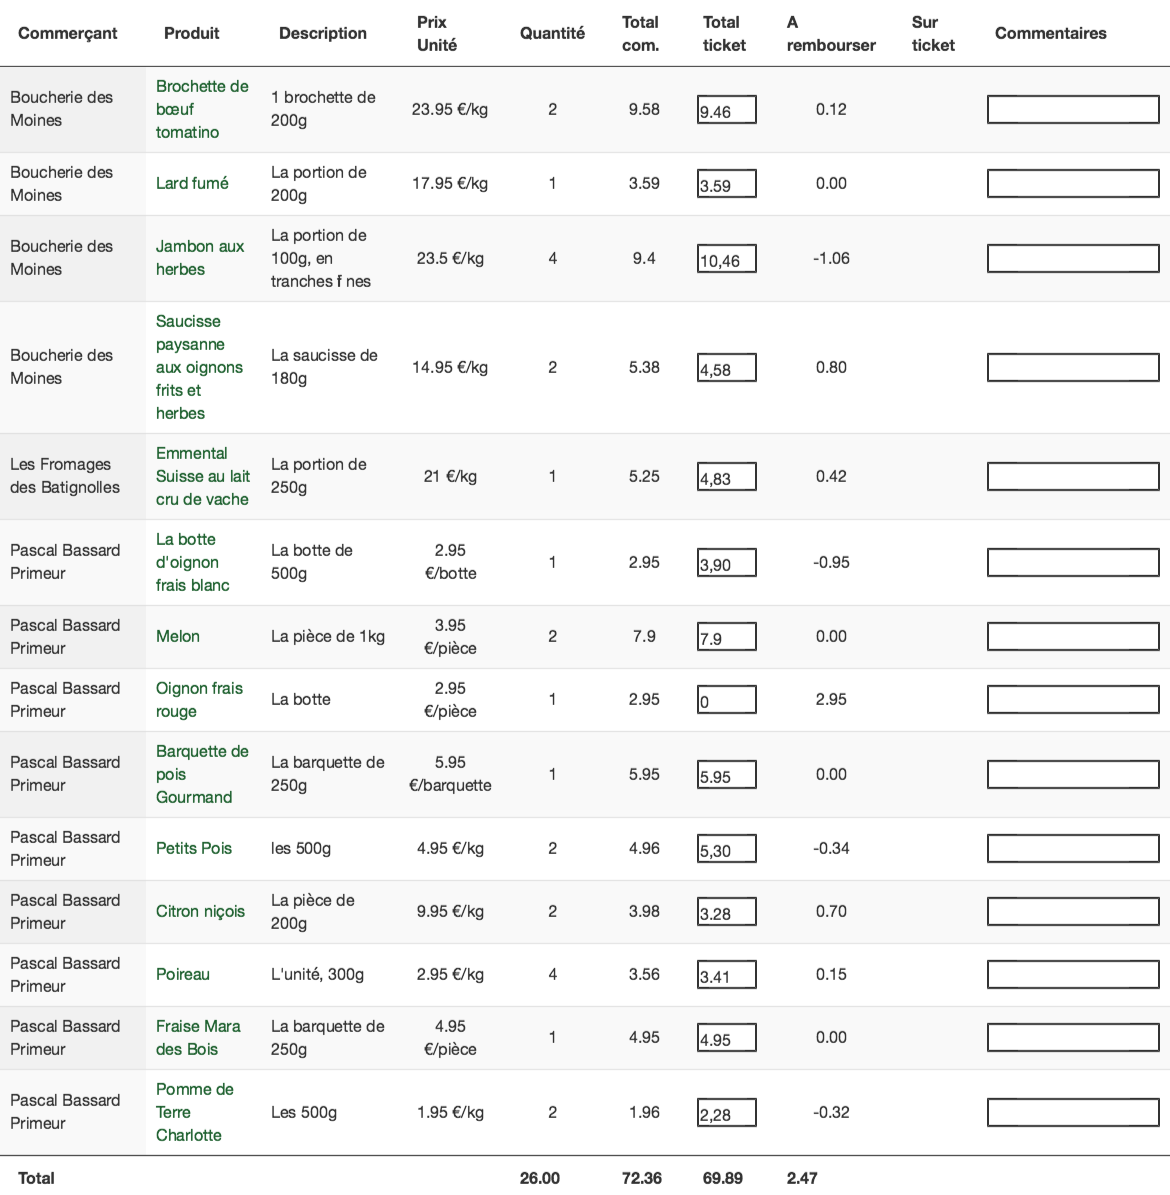 Commerçant Produit Description Prix Unité Quantité Total com. Total ticket A rembourser Sur ticket Commentaires
Boucherie des Moines Brochette de bœuf tomatino 1 brochette de 200g 23.95 €/kg 2 9.58 9.46 0.12
Boucherie des Moines Lard fumé La portion de 200g 17.95 €/kg 1 3.59 3.59 0.00
Boucherie des Moines Jambon aux herbes La portion de 100g, en tranches f nes 23.5 €/kg 4 9.4 10,46 -1.06
Boucherie des Moines Saucisse paysanne aux oignons frits et herbes La saucisse de 180g 14.95 €/kg 2 5.38 4,58 0.80
Les Fromages des Batignolles Emmental Suisse au lait cru de vache La portion de 250g 21 €/kg 1 5.25 4,83 0.42
Pascal Bassard Primeur La botte d'oignon frais blanc La botte de 500g 2.95 €/botte 1 2.95 3,90 -0.95
Pascal Bassard Primeur Melon La pièce de 1kg 3.95 €/pièce 2 7.9 7.9 0.00
Pascal Bassard Primeur Oignon frais rouge La botte 2.95 €/pièce 1 2.95 0 2.95
Pascal Bassard Primeur Barquette de pois Gourmand La barquette de 250g 5.95 €/barquette 1 5.95 5.95 0.00
Pascal Bassard Primeur Petits Pois les 500g 4.95 €/kg 2 4.96 5,30 -0.34
Pascal Bassard Primeur Citron niçois La pièce de 200g 9.95 €/kg 2 3.98 3.28 0.70
Pascal Bassard Primeur Poireau L'unité, 300g 2.95 €/kg 4 3.56 3.41 0.15
Pascal Bassard Primeur Fraise Mara des Bois La barquette de 250g 4.95 €/pièce 1 4.95 4.95 0.00
Pascal Bassard Primeur Pomme de Terre Charlotte Les 500g 1.95 €/kg 2 1.96 2,28 -0.32
Total 26.00 72.36 69.89 2.47